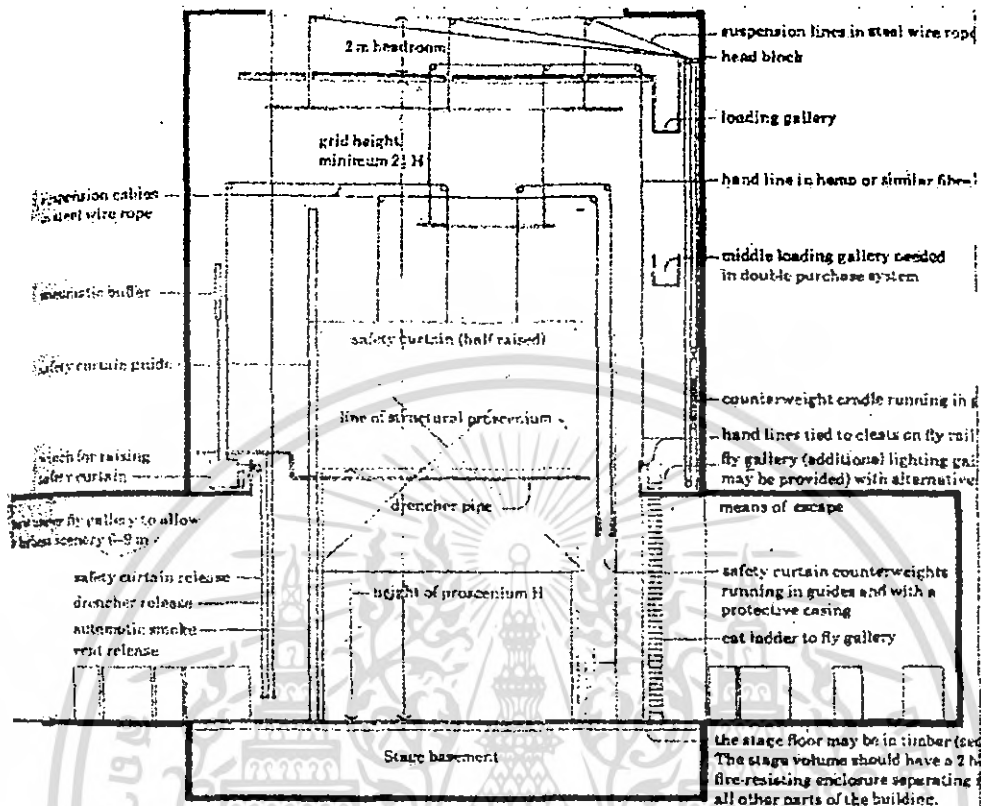 suspension lines in steel wire rope
head block
2 m headroom
loading gallery
grid height
minimum 2½ H
hand line in hemp or similar fibre
suspension cables
steel wire rope
middle loading gallery needed
in double purchase system
pneumatic buffer
safety curtain (half raised)
safety curtain guide
counterweight cradle running in
line of structural proscenium
hand lines tied to cleats on fly rail
winch for raising
safety curtain
fly gallery (additional lighting
may be provided) with alternative
means of escape
drencher pipe
fly gallery to allow
scenery 6–9 m
safety curtain release
drencher release
automatic smoke
vent release
height of proscenium H
safety curtain counterweights
running in guides and with a
protective casing
cat ladder to fly gallery
Stage basement
the stage floor may be in timber
The stage volume should have a 2
fire-resisting enclosure separating
all other parts of the building.